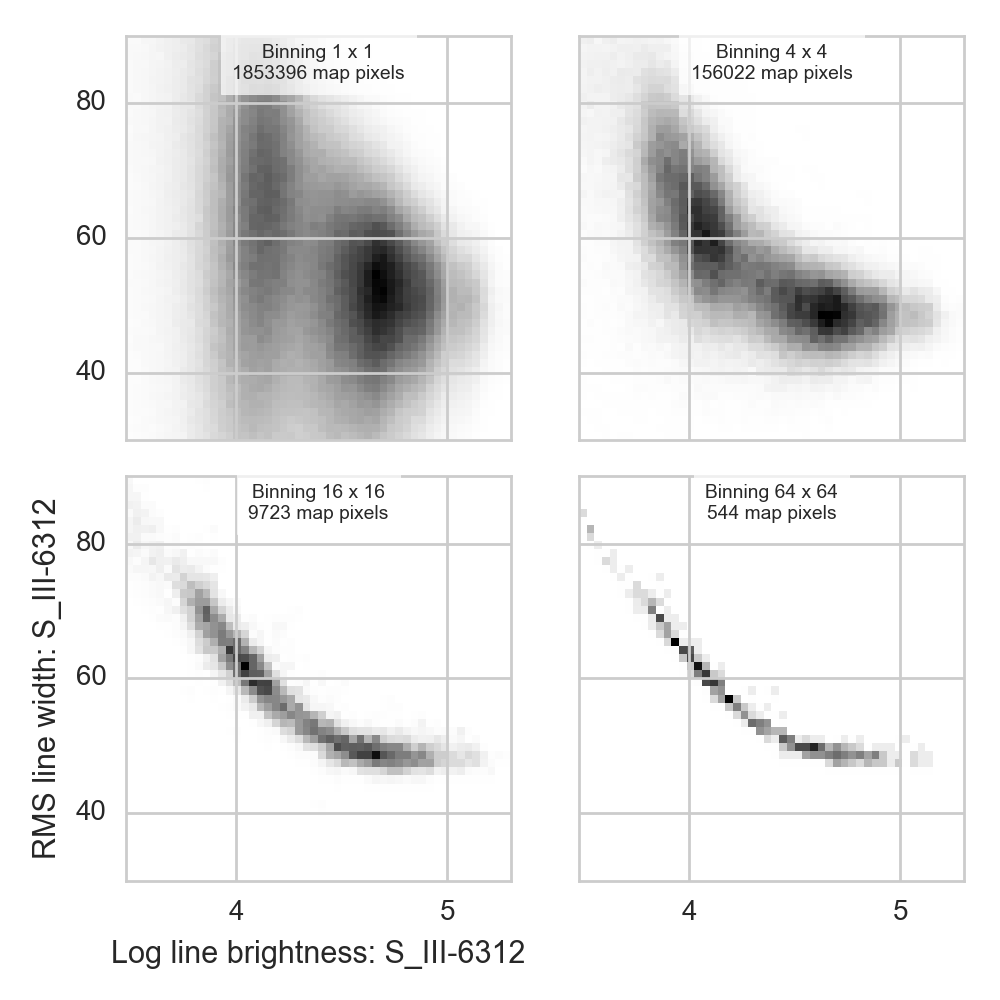 Binning 1 x 1
1853396 map pixels
Binning 4 x 4
156022 map pixels
80
60
40
Binning 16 x 16
9723 map pixels
Binning 64 x 64
544 map pixels
80
60
40
RMS line width: S_III-6312
4
5
4
5
Log line brightness: S_III-6312